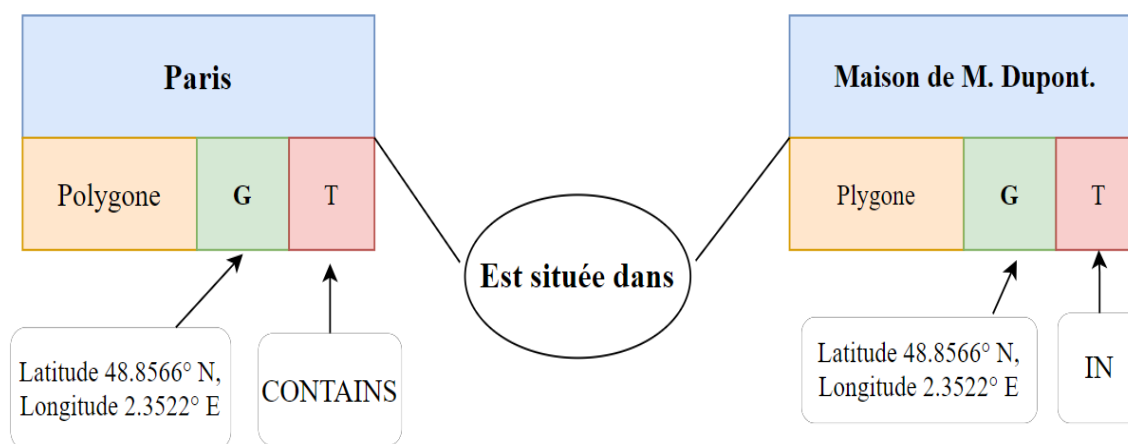 Paris
Maison de M. Dupont.
Polygone
G
T
Plygone
G
T
Est située dans
Latitude 48.8566° N,
Longitude 2.3522° E
CONTAINS
Latitude 48.8566° N,
Longitude 2.3522° E
IN